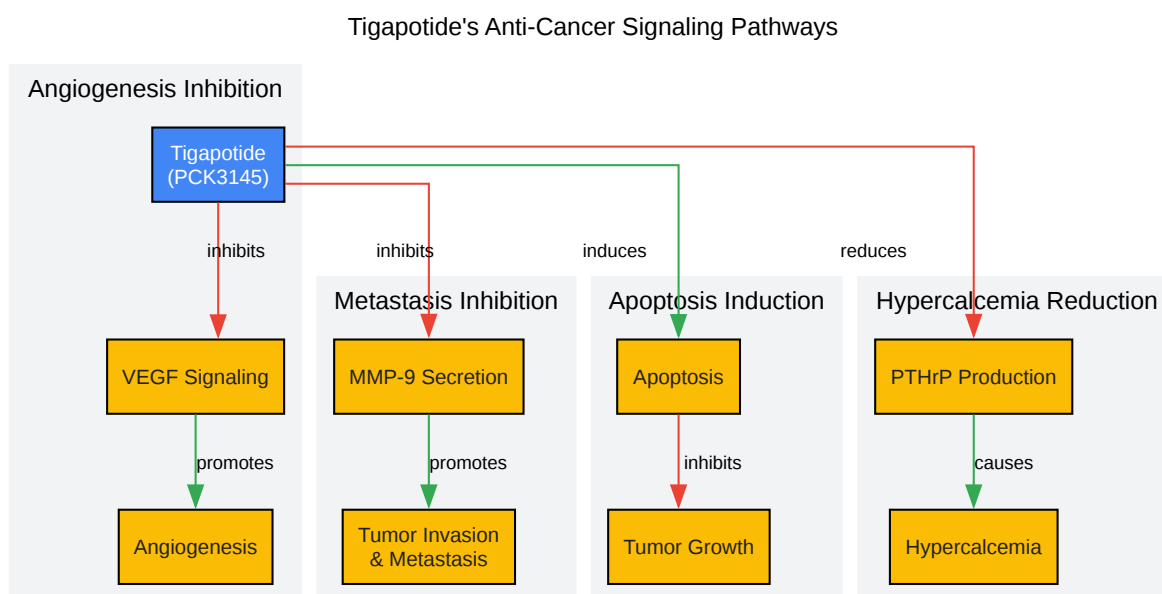 Tigapotide's Anti-Cancer Signaling Pathways
Angiogenesis Inhibition
Tigapotide
(PCK3145)
inhibits
inhibits
induces
reduces
Metastasis Inhibition
Apoptosis Induction
Hypercalcemia Reduction
VEGF Signaling
MMP-9 Secretion
Apoptosis
PTHrP Production
promotes
promotes
inhibits
causes
Angiogenesis
Tumor Invasion
& Metastasis
Tumor Growth
Hypercalcemia